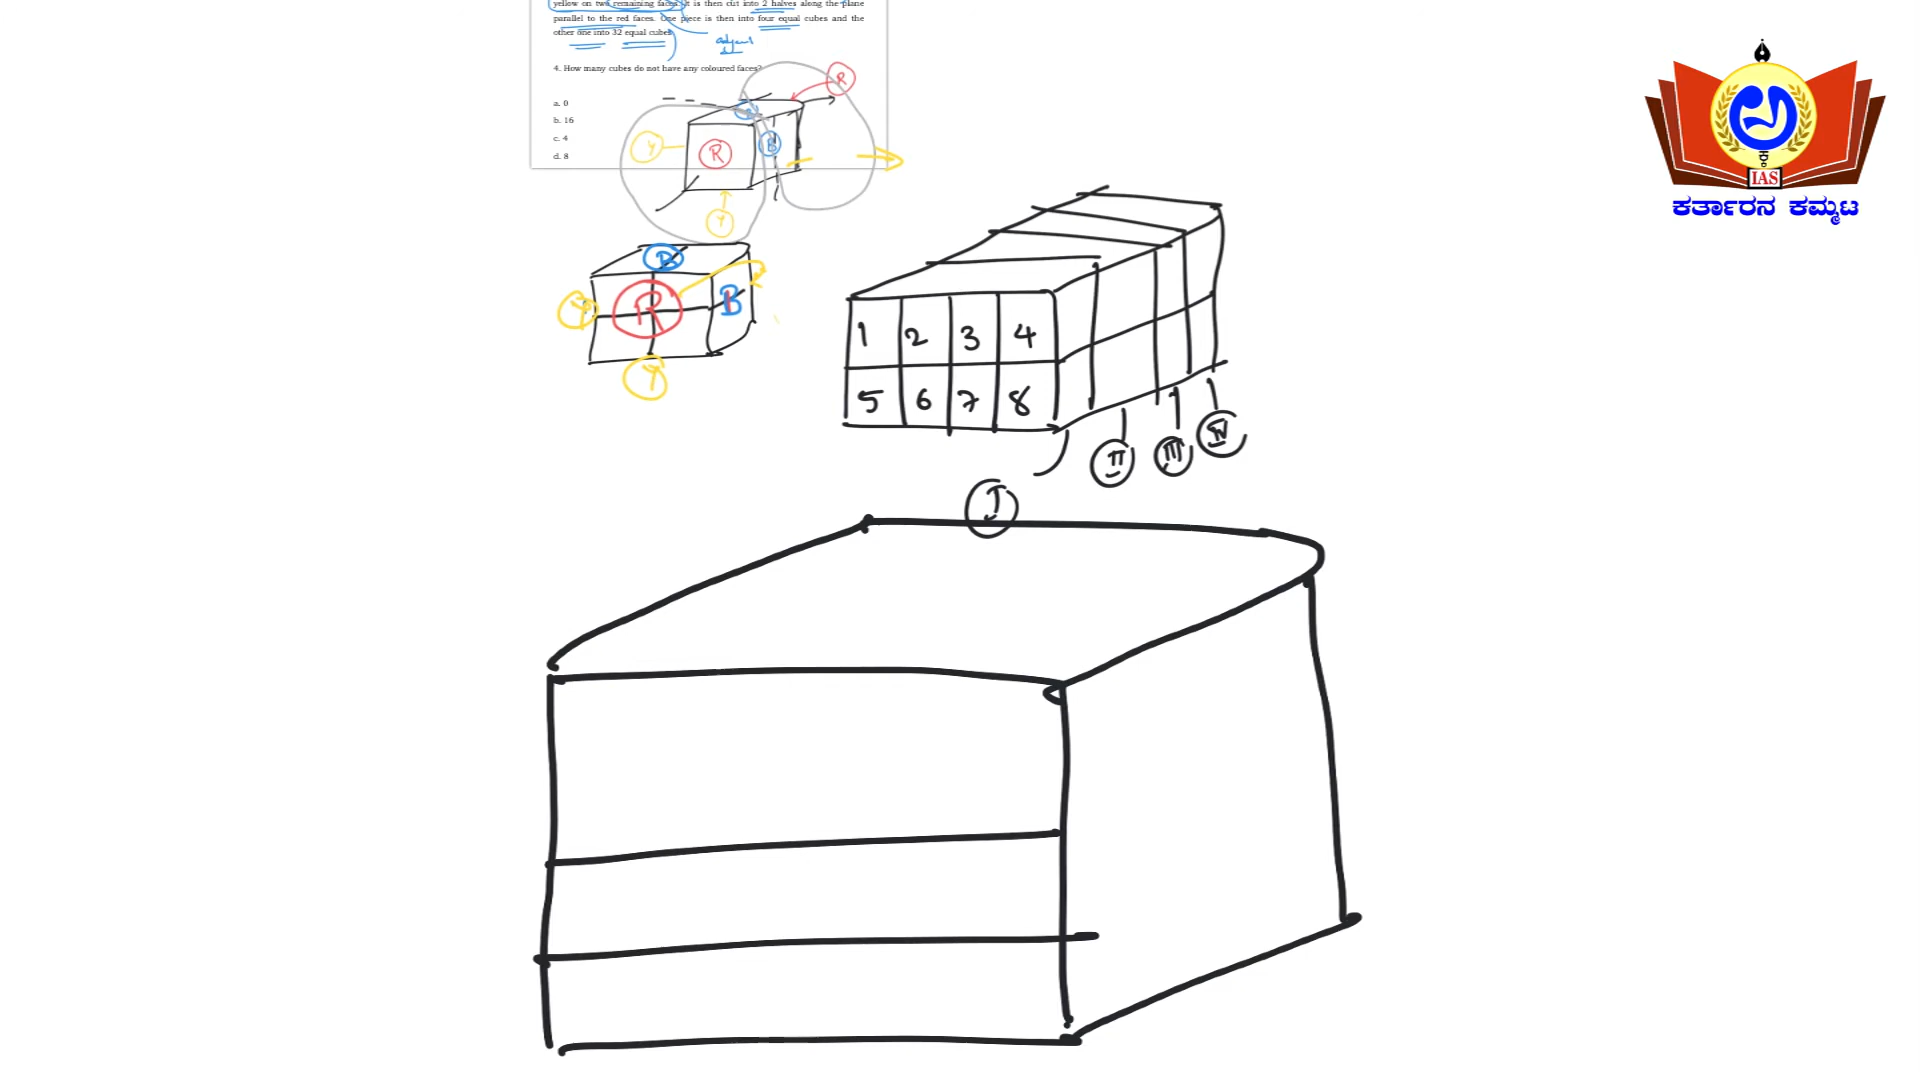 yellow on two remaining faces. It is then cut into 2 halves along the plane
parallel to the red faces. One piece is then into four equal cubes and the
other one into 32 equal cubes.
4. How many cubes do not have any coloured faces?
a. 0
b. 16
c. 4
d. 8
R
Y
R
B
Y
B
Y
R
B
Y
1 2 3 4
5 6 7 8
I
II
III
IV
IAS
ಕರ್ತಾರನ ಕಮ್ಮಟ